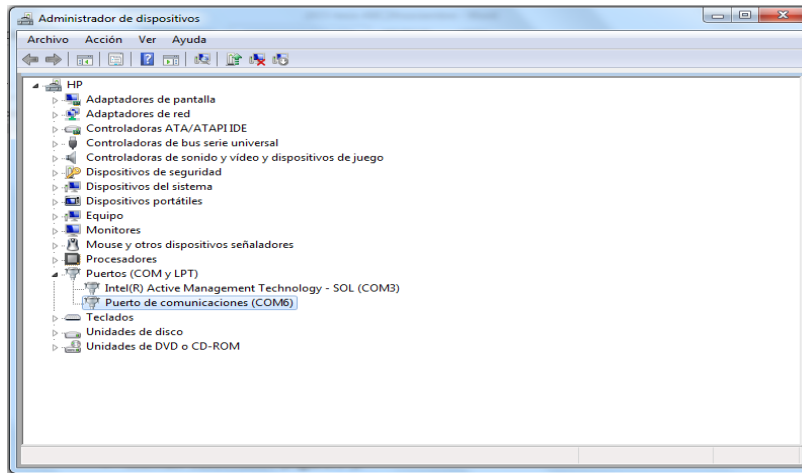 Administrador de dispositivos
Archivo Acción Ver Ayuda
HP
Adaptadores de pantalla
Adaptadores de red
Controladoras ATA/ATAPI IDE
Controladoras de bus serie universal
Controladoras de sonido y vídeo y dispositivos de juego
Dispositivos de seguridad
Dispositivos del sistema
Dispositivos portátiles
Equipo
Monitores
Mouse y otros dispositivos señaladores
Procesadores
Puertos (COM y LPT)
Intel(R) Active Management Technology - SOL (COM3)
Puerto de comunicaciones (COM6)
Teclados
Unidades de disco
Unidades de DVD o CD-ROM